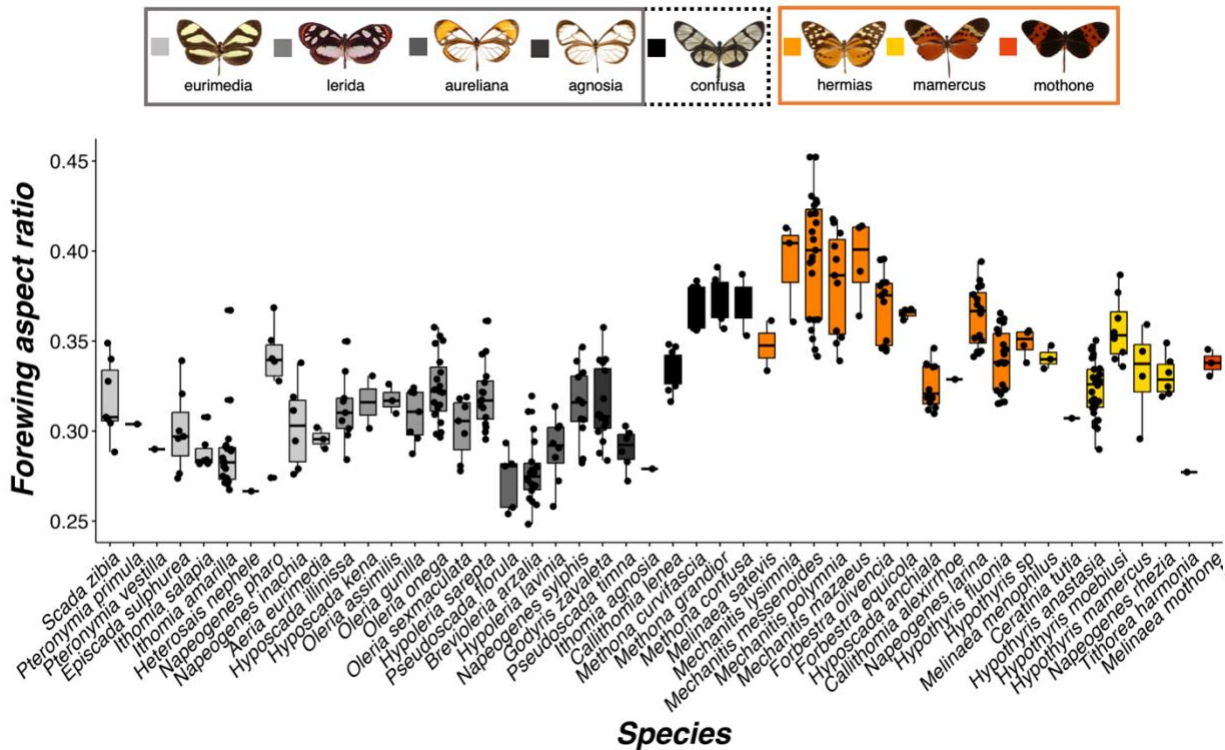 eurimedia
lerida
aureliana
agnosia
confusa
hermias
mamercus
mothone
Forewing aspect ratio
0.45
0.40
0.35
0.30
0.25
Scada zibia
Pteronymia primula
Pteronymia vestilla
Episcada sulphurea
Ithomia salapia
Ithomia amarilla
Heterosais nephele
Napeogenes pharo
Napeogenes inachia
Aeria eurimedia
Hyposcada illinissa
Hyposcada kena
Oleria assimilis
Oleria gunilla
Oleria onega
Oleria sexmaculata
Hypoleria sarrepta
Pseudoscada florula
Brevioleria arzalia
Hypoleria lavinia
Napeogenes sylphis
Godyris zavaleta
Pseudoscada timna
Ithomia agnosia
Callithomia lenea
Methona curvifascia
Methona grandior
Methona confusa
Melinaea satevis
Mechanitis lysimnia
Mechanitis messenoides
Mechanitis polymnia
Mechanitis mazaeus
Forbestra olivencia
Forbestra equicola
Hyposcada anchiala
Callithomia alexirrhoe
Napeogenes larina
Hypothyris fluonia
Hypothyris sp
Melinaea menophilus
Ceratinia tutia
Hypothyris anastasia
Hypothyris moebiusi
Hypothyris mamercus
Napeogenes rhezia
Tithorea harmonia
Melinaea mothone
Species